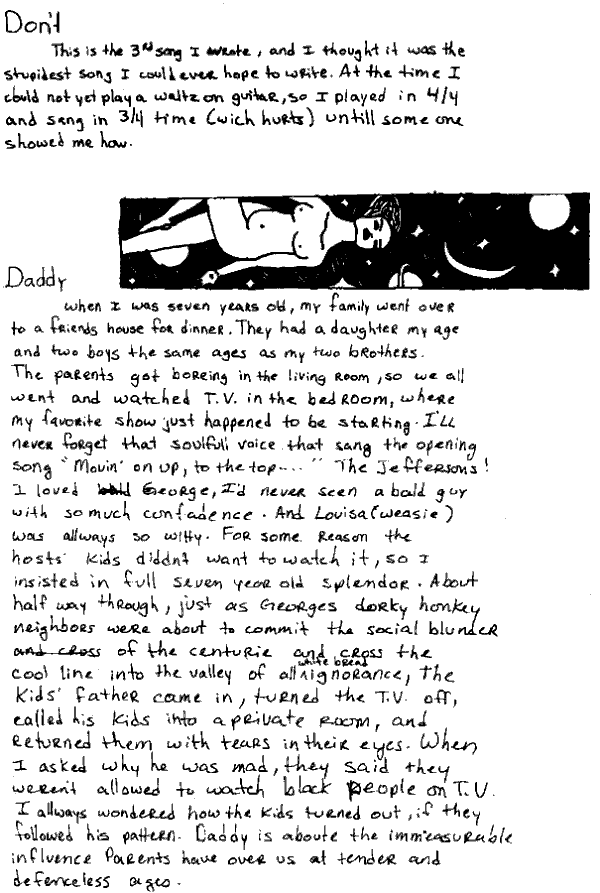 Don't
This is the 3rd song I wrote, and I thought it was the
stupidest song I could ever hope to write. At the time I
could not yet play a waltz on guitar, so I played in 4/4
and sang in 3/4 time (wich hurts) untill some one
showed me how.
Daddy
when I was seven years old, my family went over
to a friends house for dinner. They had a daughter my age
and two boys the same ages as my two brothers.
The parents got boreing in the living room, so we all
went and watched T.V. in the bedroom, where
my favorite show just happened to be starting. I'll
never forget that soulfull voice that sang the opening
song "Movin' on up, to the top---" The Jeffersons!
I loved bald George, I'd never seen a bald guy
with so much confadence. And Louisa (weasie)
was allways so witty. For some reason the
hosts' kids diddnt want to watch it, so I
insisted in full seven year old splendor. About
half way through, just as Georges dorky honkey
neighbors were about to commit the social blunder
and cross of the centurie and cross the
cool line into the valley of all white bread ignorance, The
Kids' father came in, turned the T.V. off,
called his kids into a private room, and
returned them with tears in their eyes. When
I asked why he was mad, they said they
weren't allowed to watch black people on T.V.
I allways wondered how the kids turned out, if they
followed his pattern. Daddy is aboute the immeasurable
influence Parents have over us at tender and
defenceless ages.